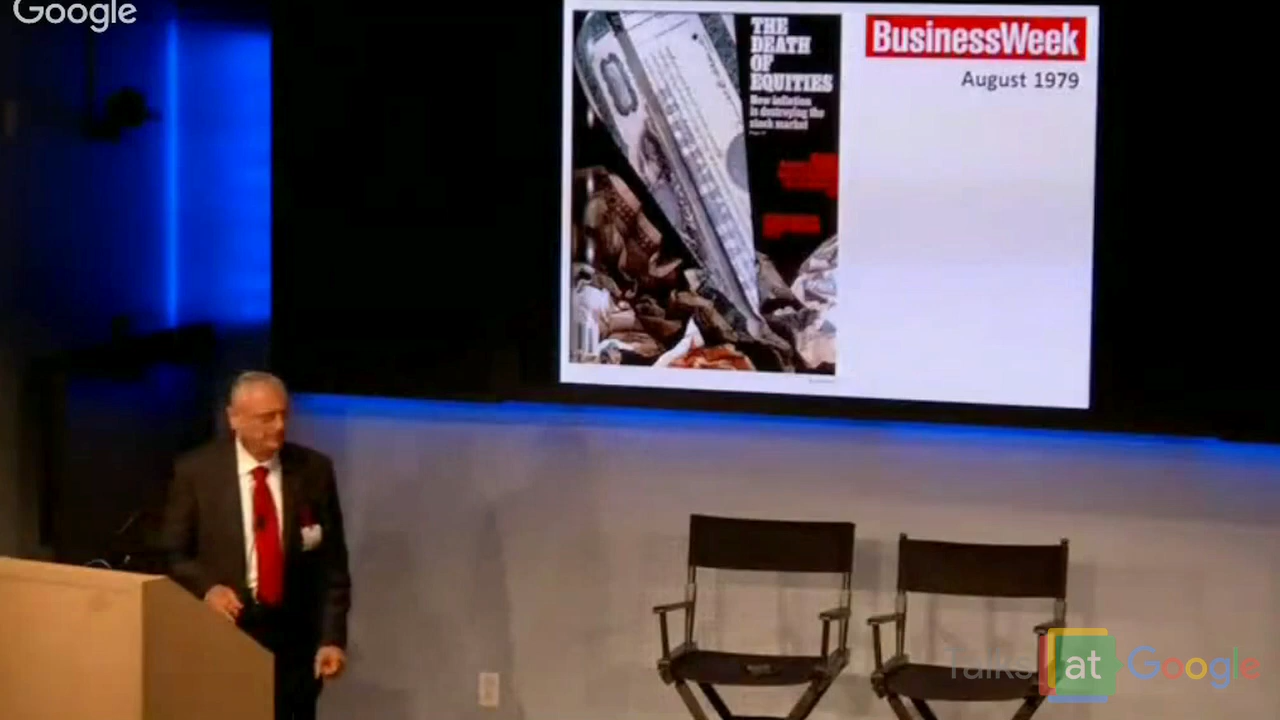 Google
THE
DEATH
OF
EQUITIES
How inflation
is destroying the
stock market
BusinessWeek
August 1979
Talks at Google